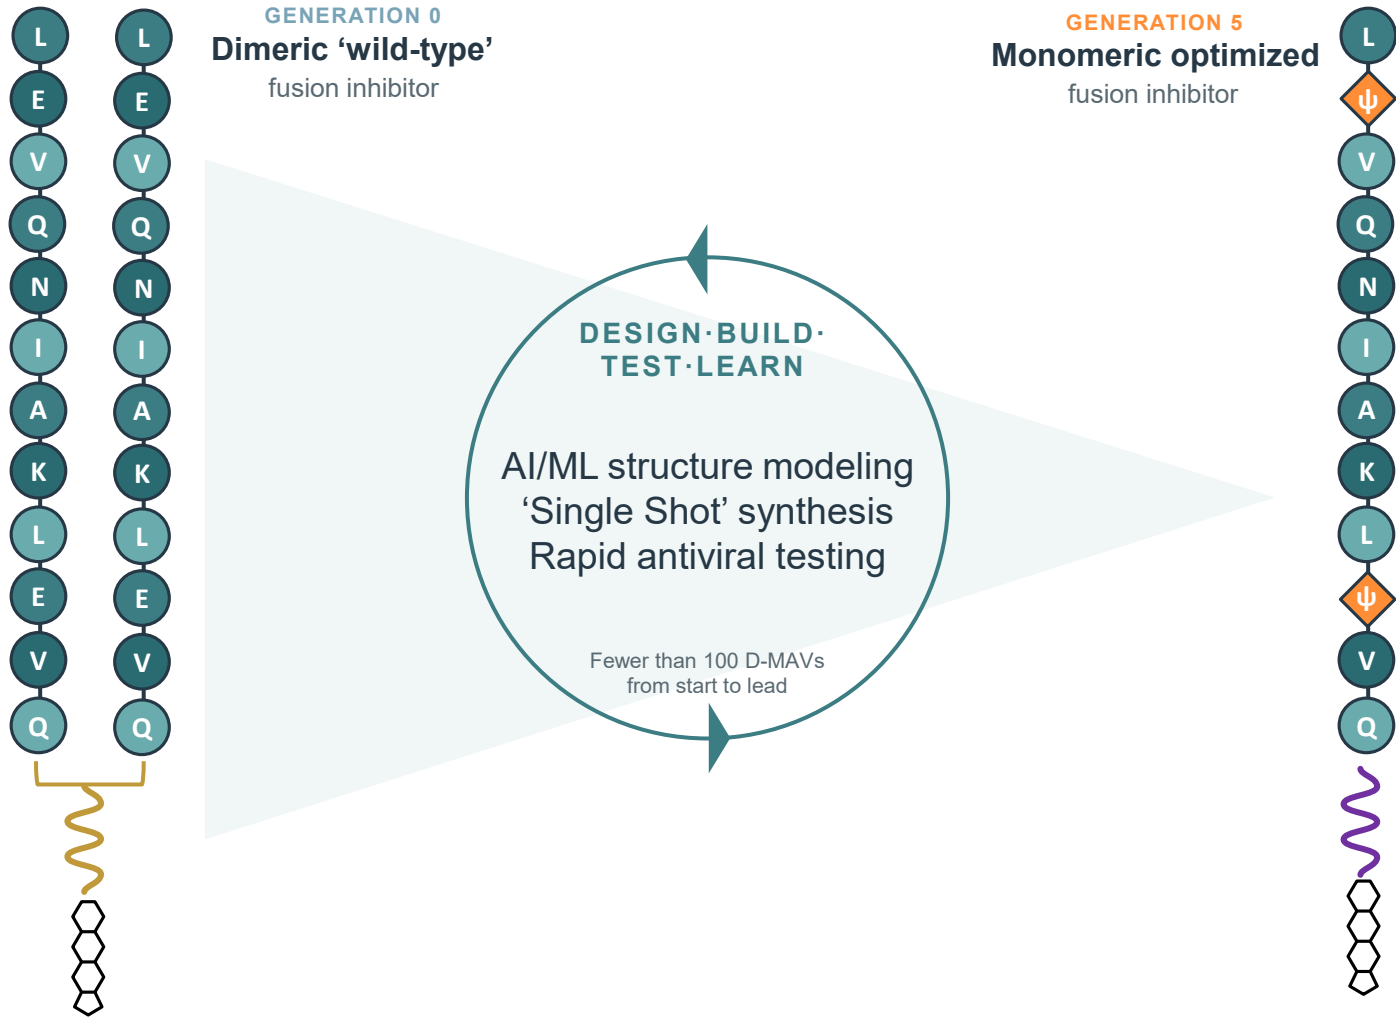 L
E
V
Q
N
I
A
K
L
E
V
Q
L
E
V
Q
N
I
A
K
L
E
V
Q
GENERATION 0
Dimeric ‘wild-type’
fusion inhibitor
DESIGN·BUILD·
TEST·LEARN
AI/ML structure modeling
‘Single Shot’ synthesis
Rapid antiviral testing
Fewer than 100 D-MAVs
from start to lead
GENERATION 5
Monomeric optimized
fusion inhibitor
L
ψ
V
Q
N
I
A
K
L
ψ
V
Q